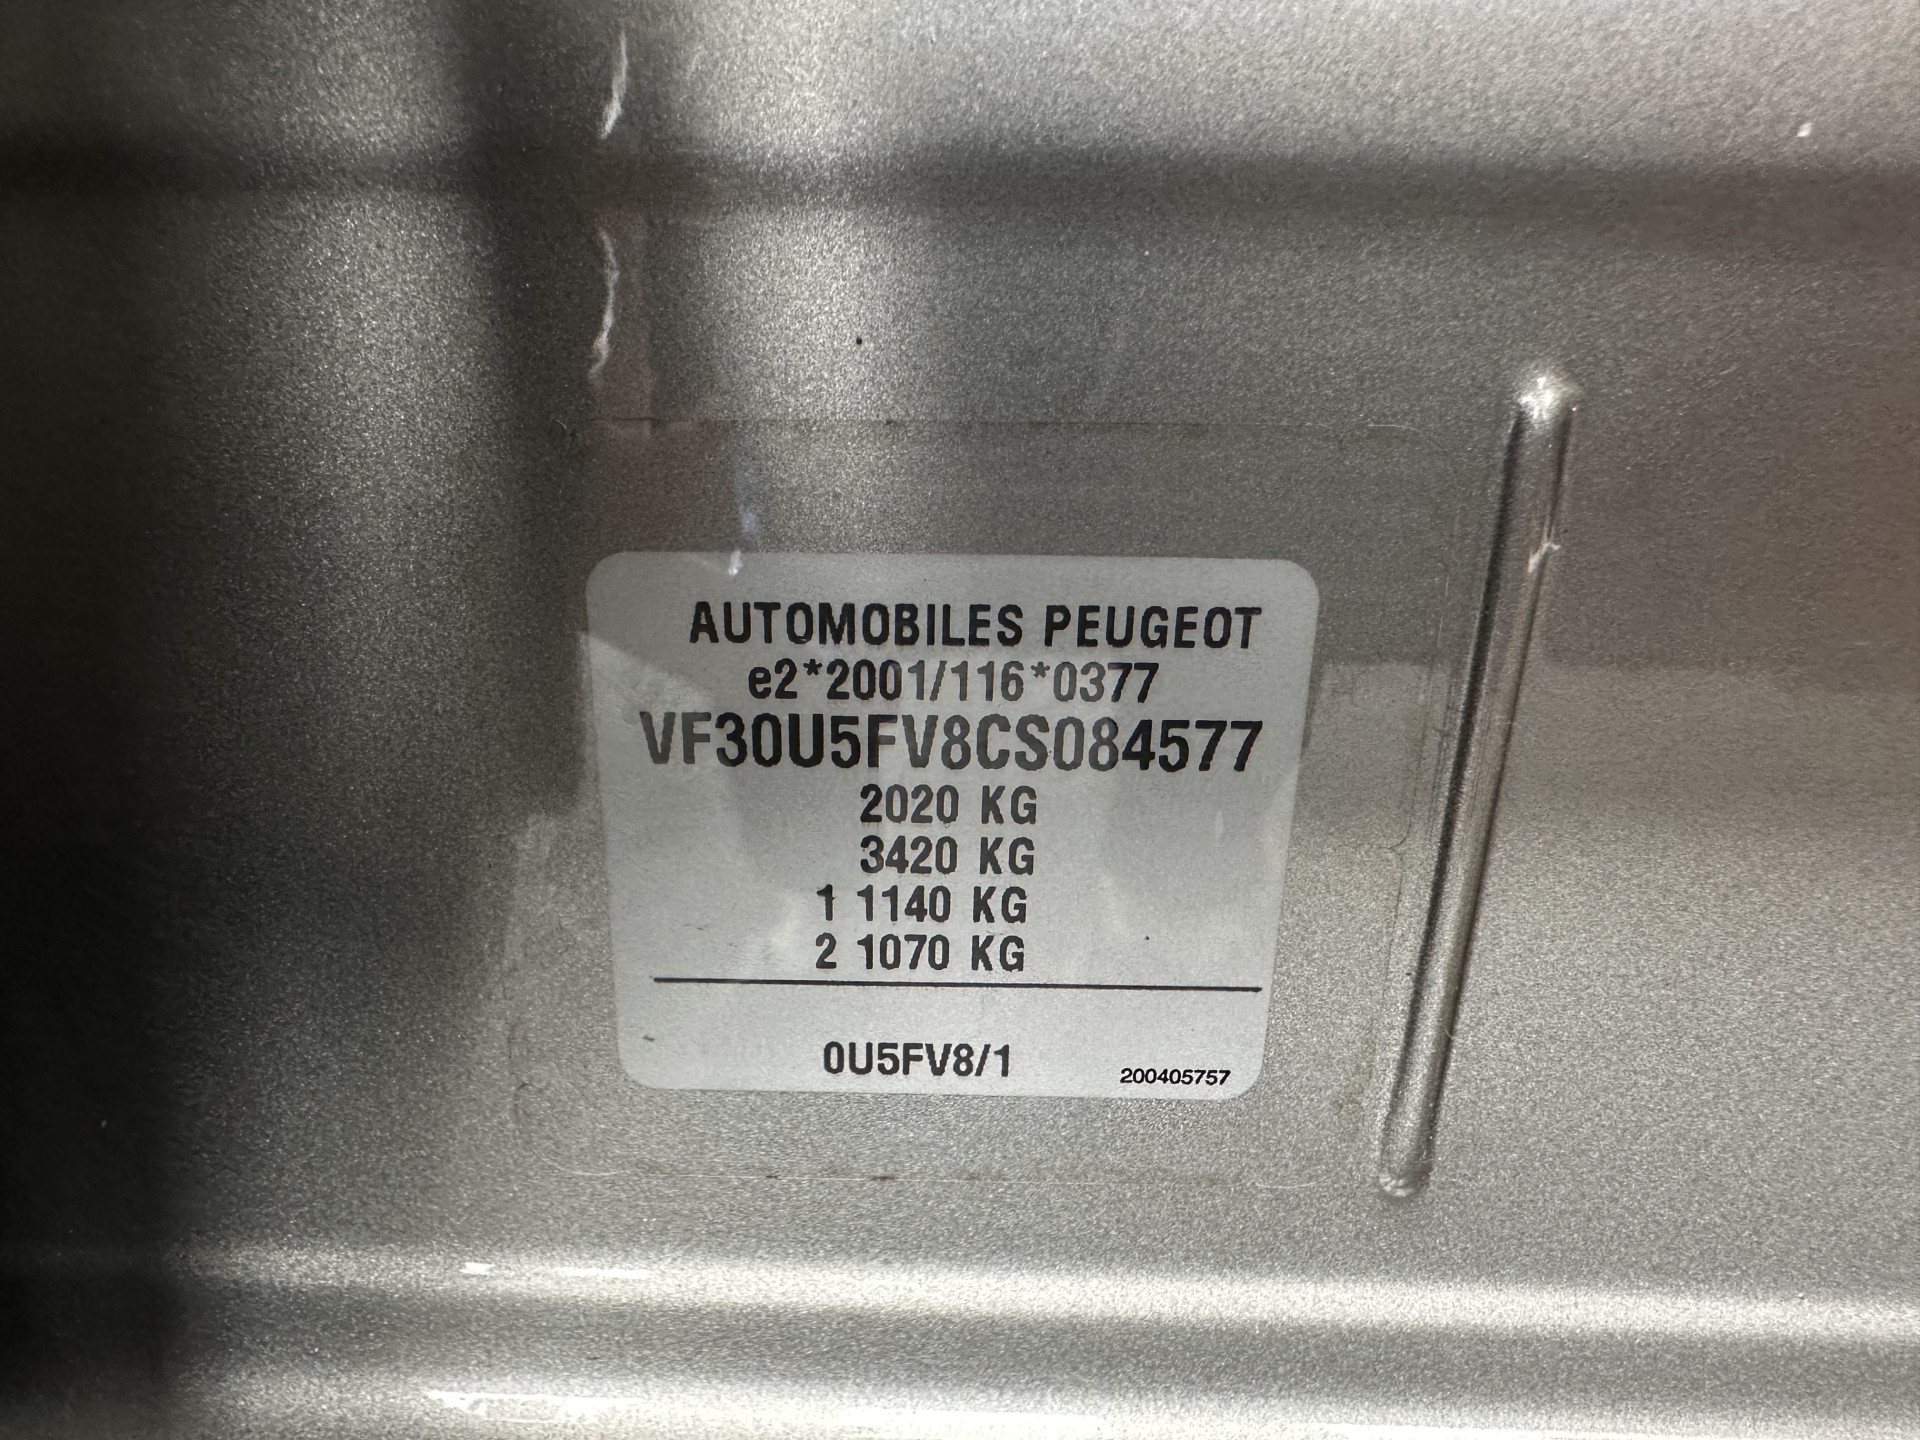 AUTOMOBILES PEUGEOT
e2*2001/116*0377
VF30U5FV8CS084577
2020 KG
3420 KG
1 1140 KG
2 1070 KG
0U5FV8/1
200405757